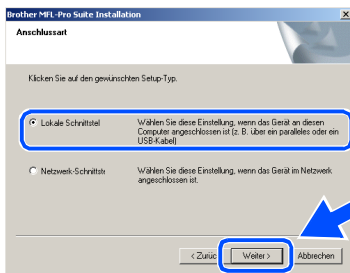 Brother MFL-Pro Suite Installation
Anschlussart
Klicken Sie auf den gewünschten Setup-Typ.
Lokale Schnittstel
Wählen Sie diese Einstellung, wenn das Gerät an diesen
Computer angeschlossen ist (z. B. über ein paralleles oder ein
USB-Kabel)
Netzwerk-Schnittste
Wählen Sie diese Einstellung, wenn das Gerät im Netzwerk
angeschlossen ist.
< Zurüc
Weiter >
Abbrechen